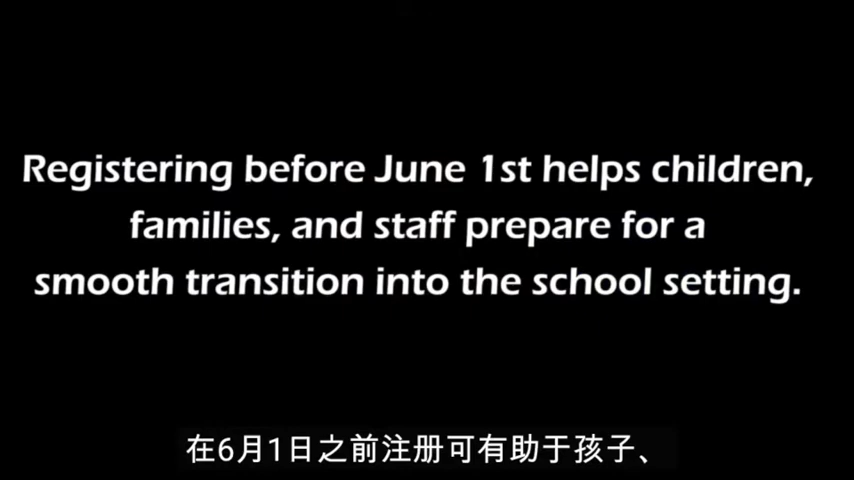 Registering before June 1st helps children,
families, and staff prepare for a
smooth transition into the school setting.
在6月1日之前注册可有助于孩子、